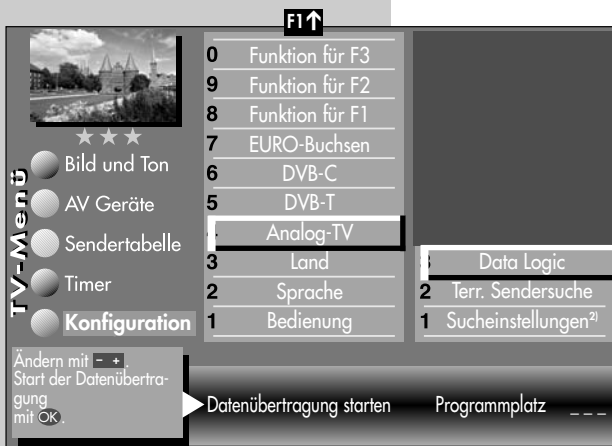 F1↑
TV-Menü
Bild und Ton
AV Geräte
Sendertabelle
Timer
Konfiguration
0 Funktion für F3
9 Funktion für F2
8 Funktion für F1
7 EURO-Buchsen
6 DVB-C
5 DVB-T
4 Analog-TV
3 Land
2 Sprache
1 Bedienung
3 Data Logic
2 Terr. Sendersuche
1 Sucheinstellungen²⁾
Ändern mit - + .
Start der Datenübertra-
gung
mit OK.
Datenübertragung starten Programmplatz _ _ _